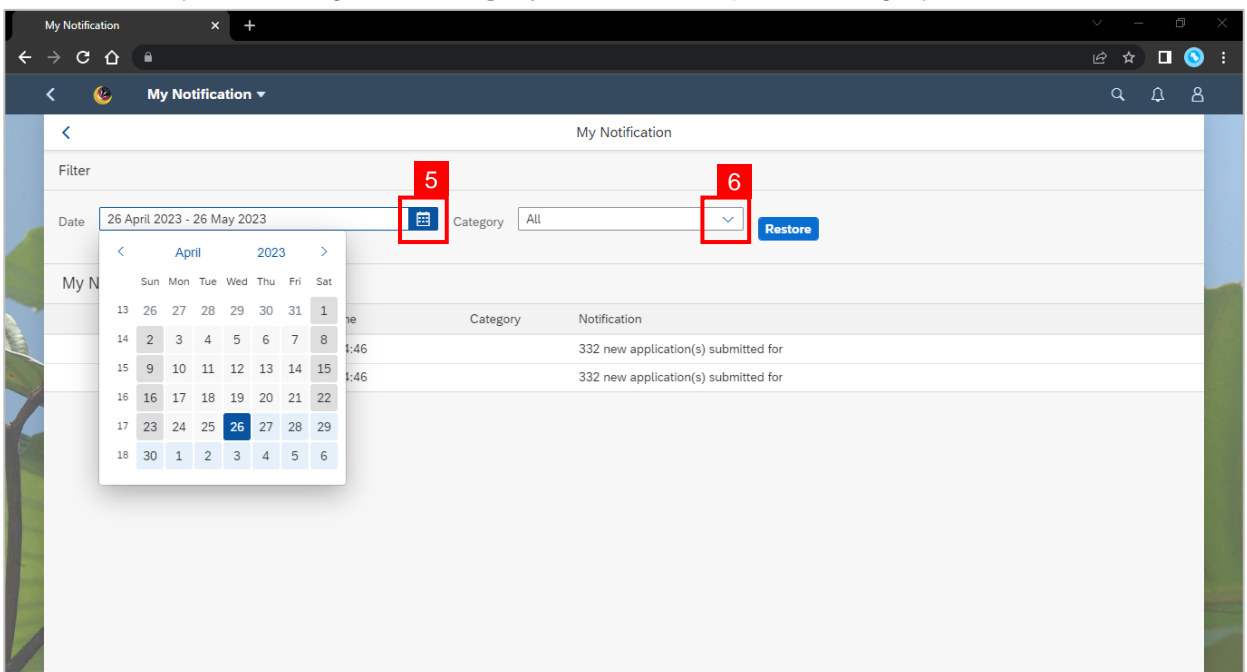 My Notification
My Notification
My Notification
Filter
5
6
Date 26 April 2023 - 26 May 2023 Category All Restore
April 2023
My N
Sun Mon Tue Wed Thu Fri Sat
13 26 27 28 29 30 31 1
14 2 3 4 5 6 7 8
15 9 10 11 12 13 14 15
16 16 17 18 19 20 21 22
17 23 24 25 26 27 28 29
18 30 1 2 3 4 5 6
Category Notification
:46 332 new application(s) submitted for
:46 332 new application(s) submitted for